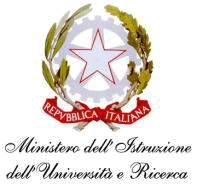 REPVBBLICA ITALIANA
Ministero dell'Istruzione
dell'Università e Ricerca